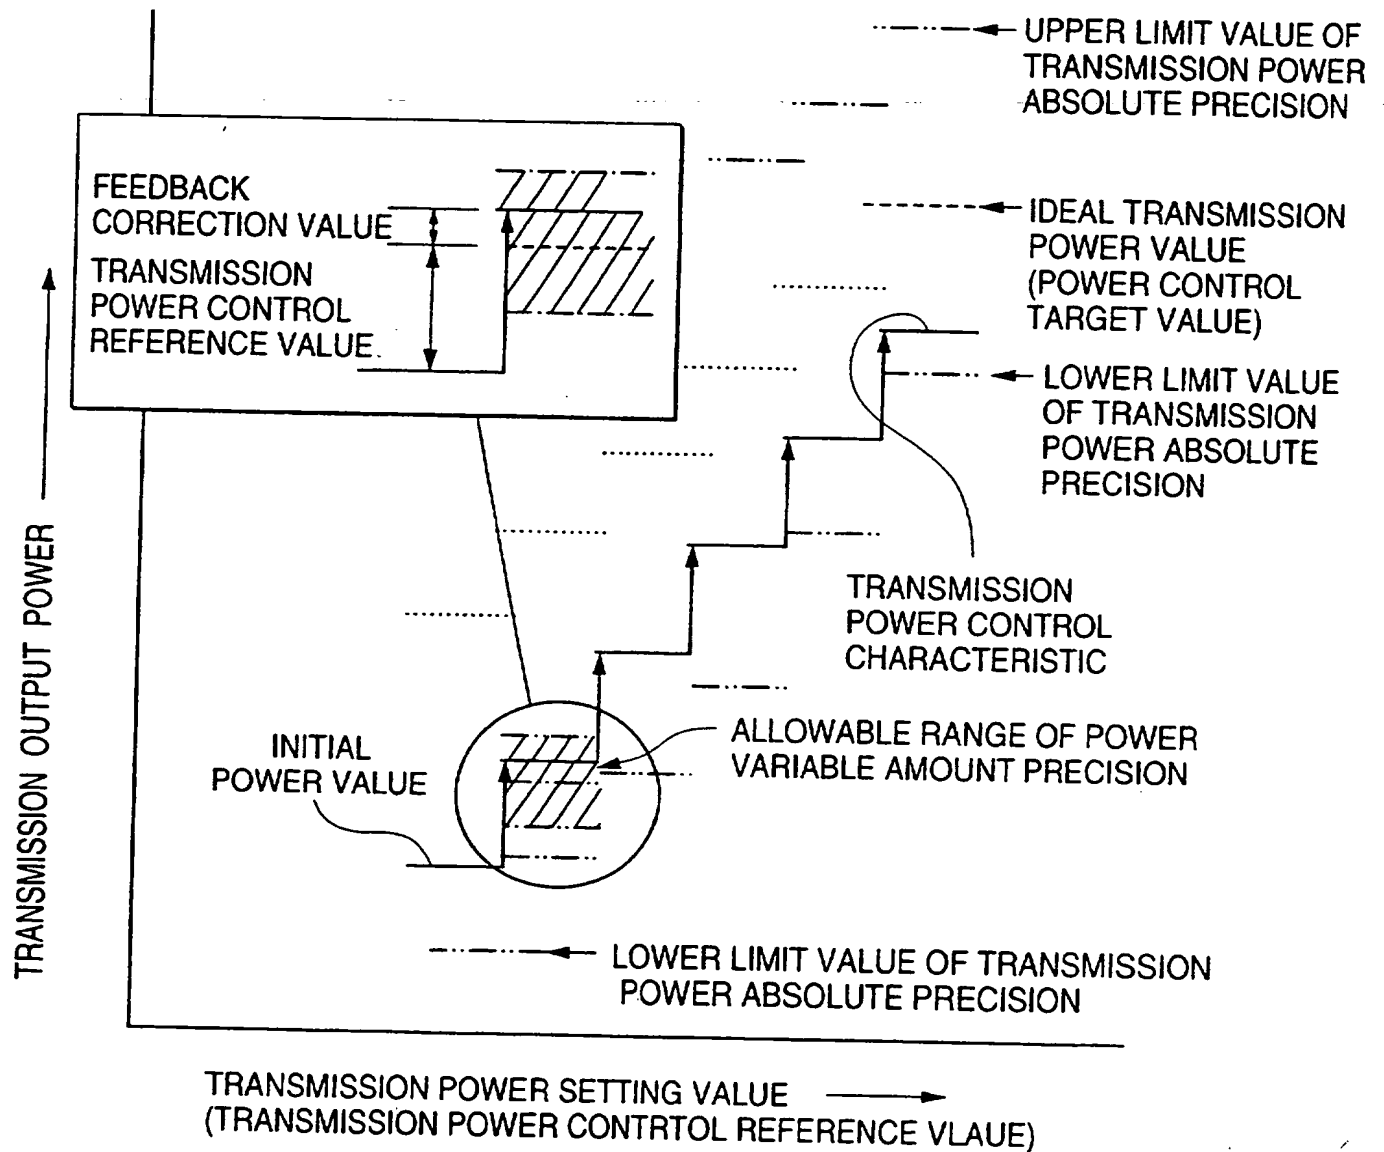 UPPER LIMIT VALUE OF
TRANSMISSION POWER
ABSOLUTE PRECISION
FEEDBACK
CORRECTION VALUE
TRANSMISSION
POWER CONTROL
REFERENCE VALUE
IDEAL TRANSMISSION
POWER VALUE
(POWER CONTROL
TARGET VALUE)
LOWER LIMIT VALUE
OF TRANSMISSION
POWER ABSOLUTE
PRECISION
TRANSMISSION
POWER CONTROL
CHARACTERISTIC
ALLOWABLE RANGE OF POWER
VARIABLE AMOUNT PRECISION
INITIAL
POWER VALUE
LOWER LIMIT VALUE OF TRANSMISSION
POWER ABSOLUTE PRECISION
TRANSMISSION OUTPUT POWER
TRANSMISSION POWER SETTING VALUE
(TRANSMISSION POWER CONTRTOL REFERENCE VLAUE)